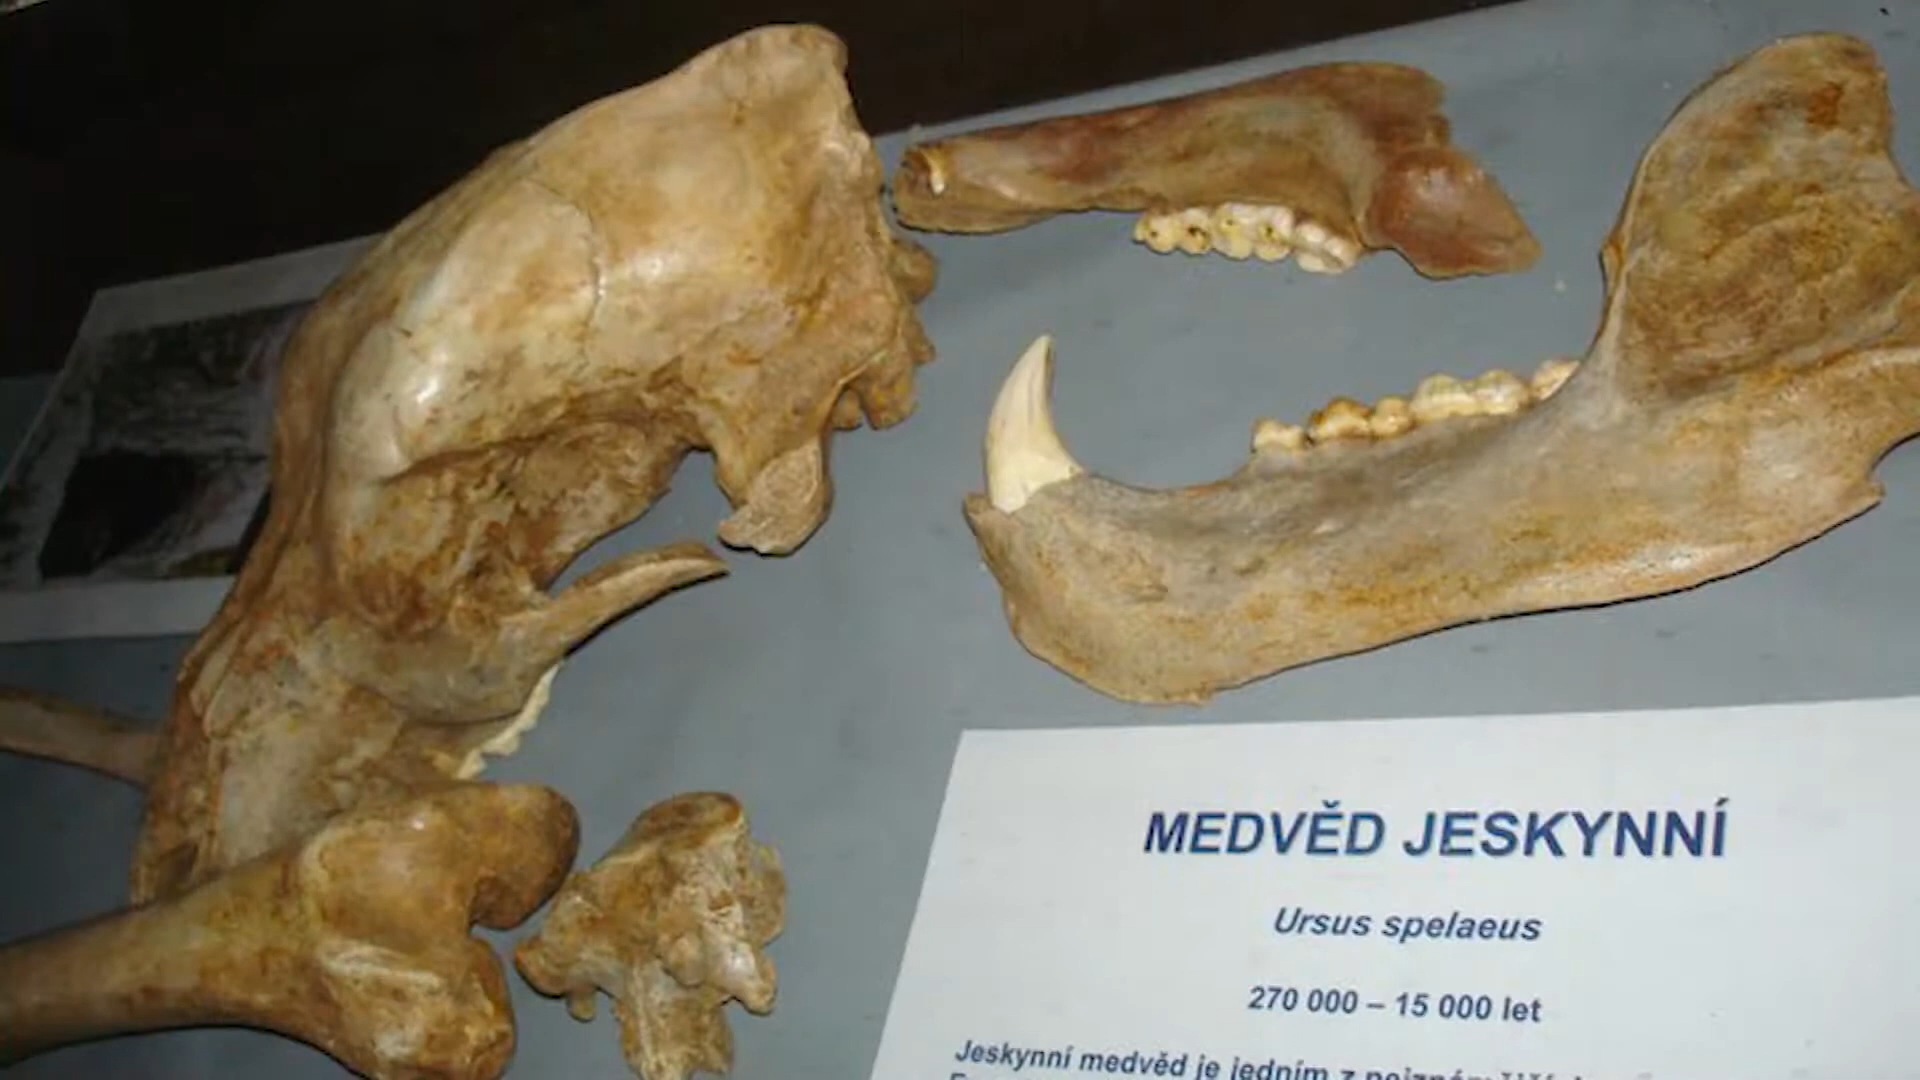 MEDVĚD JESKYNNÍ
Ursus spelaeus
270 000 – 15 000 let
Jeskynní medvěd je jedním z